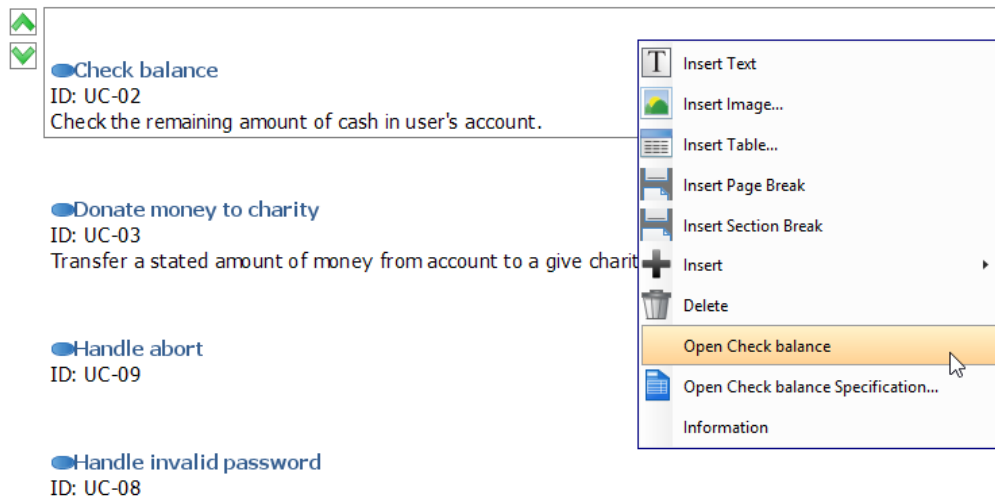 Check balance
ID: UC-02
Check the remaining amount of cash in user's account.
Donate money to charity
ID: UC-03
Transfer a stated amount of money from account to a give charit
Handle abort
ID: UC-09
Handle invalid password
ID: UC-08
T
Insert Text
Insert Image...
Insert Table...
Insert Page Break
Insert Section Break
Insert
Delete
Open Check balance
Open Check balance Specification...
Information